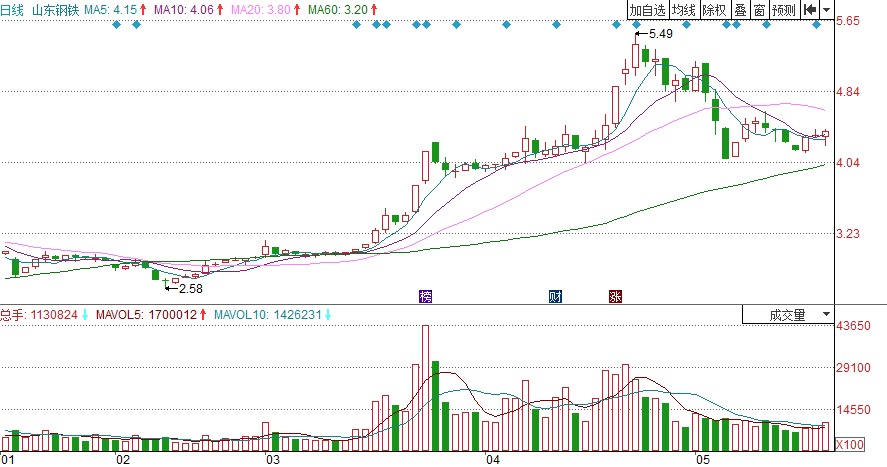 日线 山东钢铁 MA5: 4.15 MA10: 4.06 MA20: 3.80 MA60: 3.20 加自选 均线 除权 叠 窗 预测
5.65
5.49
4.84
4.04
3.23
2.58
榜 财 涨
总手: 1130824 MAVOL5: 1700012 MAVOL10: 1426231 成交量
43650
29100
14550
X100
01 02 03 04 05